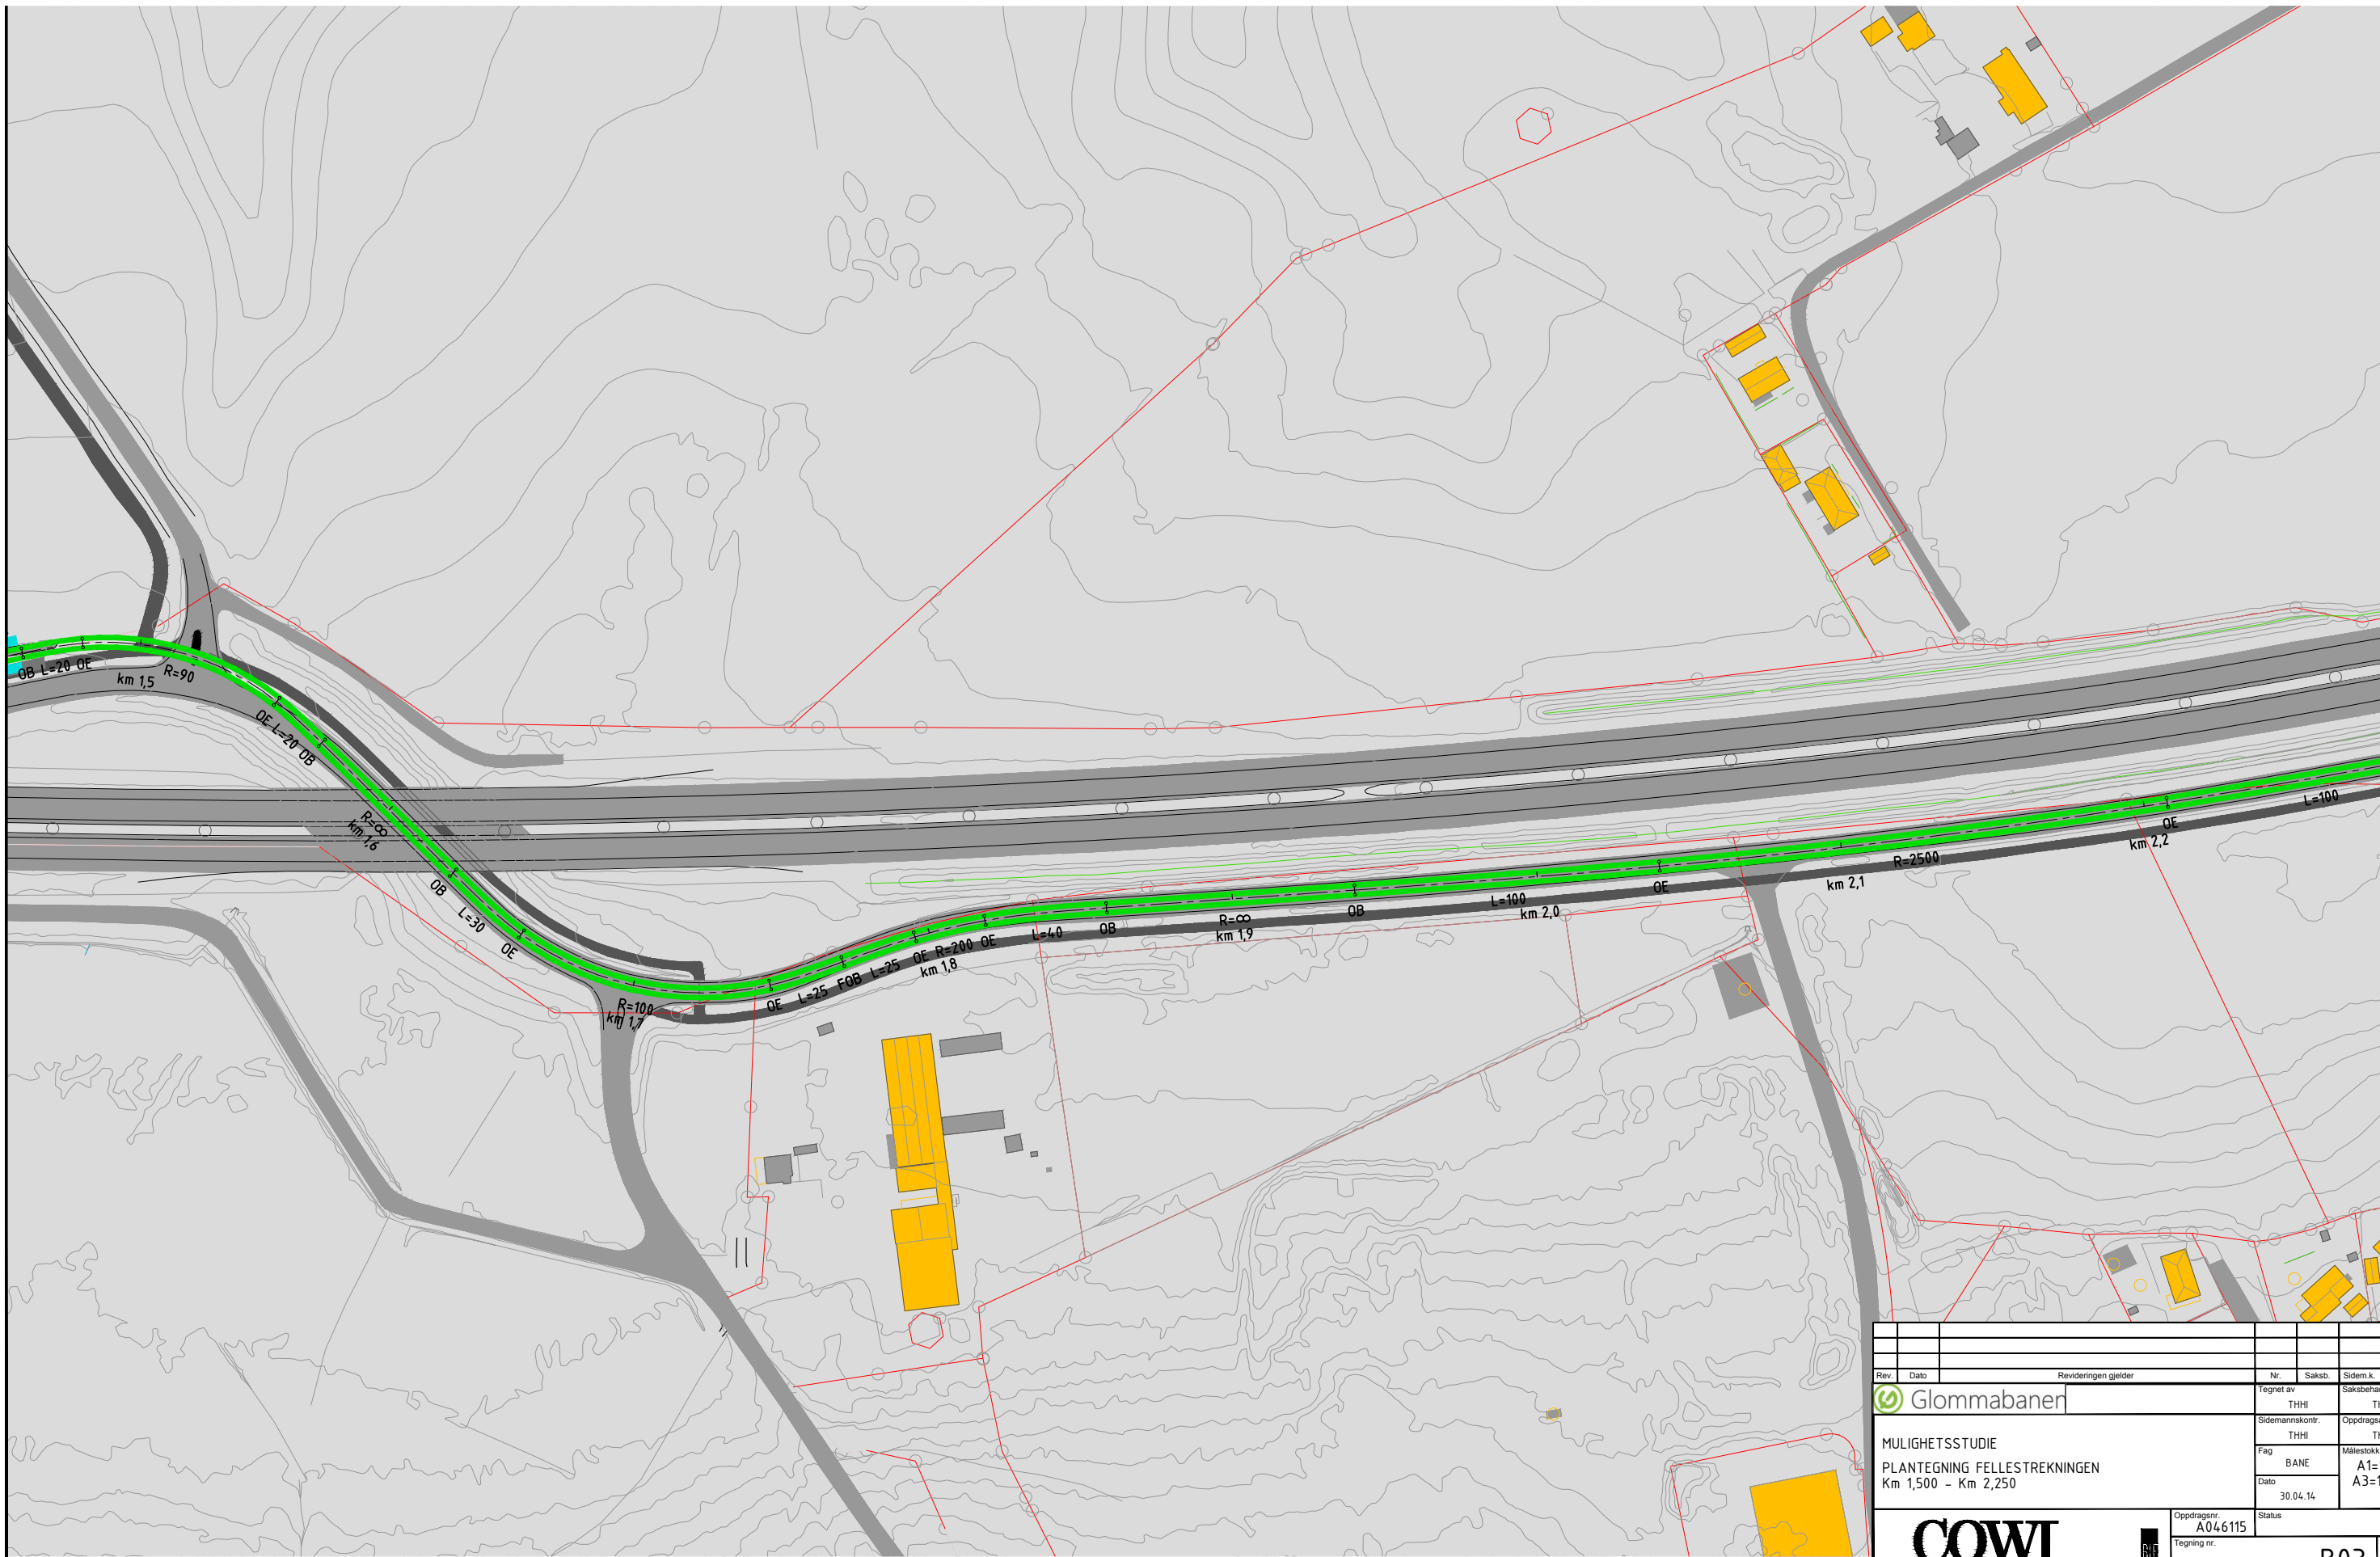 OB L=20 OE
km 1,5
R=90
OE L=20 OB
R=∞
km 1,6
OB
L=30
OE
R=100
km 1,7
OE
L=25
FOB
L=25
OE
R=200
OE
km 1,8
L=40
OB
R=∞
km 1,9
OB
L=100
km 2,0
OE
km 2,1
R=2500
OE
km 2,2
L=100
Rev.
Dato
Revideringen gjelder
Nr.
Saksb.
Sidem.k.
Glommabanen
Tegnet av
THHI
Sidemannskontr.
THHI
Fag
BANE
Målestokk
A1=
A3=1
Dato
30.04.14
MULIGHETSSTUDIE
PLANTEGNING FELLESTREKNINGEN
Km 1,500 - Km 2,250
COWI
Oppdragsnr.
A046115
Status
Tegning nr.